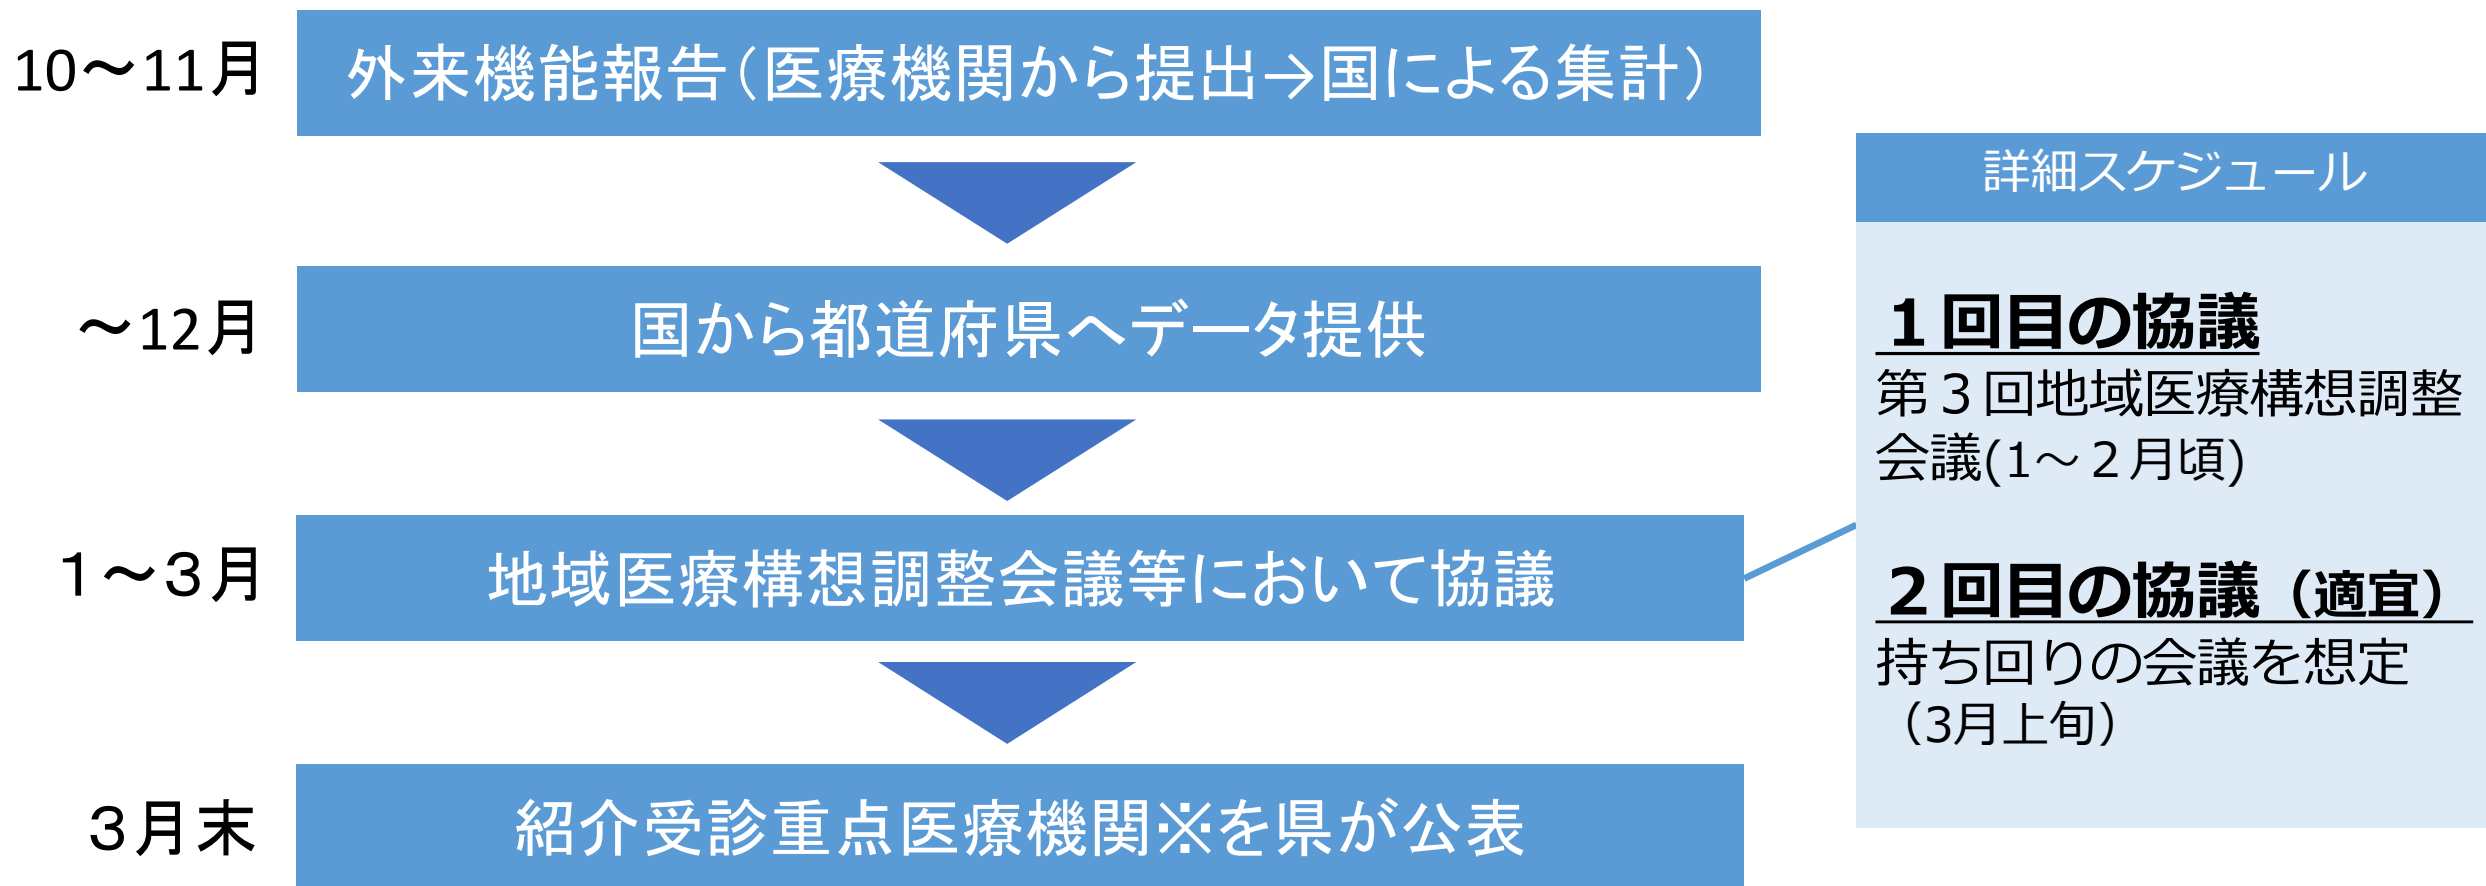 10～11月
外来機能報告（医療機関から提出→国による集計）
～12月
国から都道府県へデータ提供
１～３月
地域医療構想調整会議等において協議
３月末
紹介受診重点医療機関※を県が公表
詳細スケジュール
１回目の協議
第３回地域医療構想調整
会議(1～２月頃)
２回目の協議（適宜）
持ち回りの会議を想定
（3月上旬）